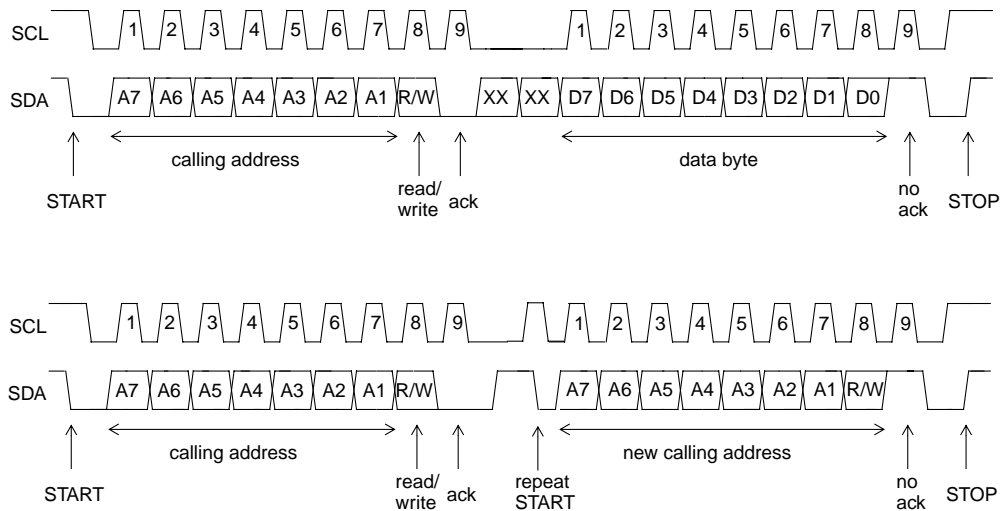 SCL 1 2 3 4 5 6 7 8 9 1 2 3 4 5 6 7 8 9
SDA A7 A6 A5 A4 A3 A2 A1 R/W XX XX D7 D6 D5 D4 D3 D2 D1 D0
calling address data byte
START read/ write ack no ack STOP
SCL 1 2 3 4 5 6 7 8 9 1 2 3 4 5 6 7 8 9
SDA A7 A6 A5 A4 A3 A2 A1 R/W A7 A6 A5 A4 A3 A2 A1 R/W
calling address new calling address
START read/ write ack repeat START no ack STOP